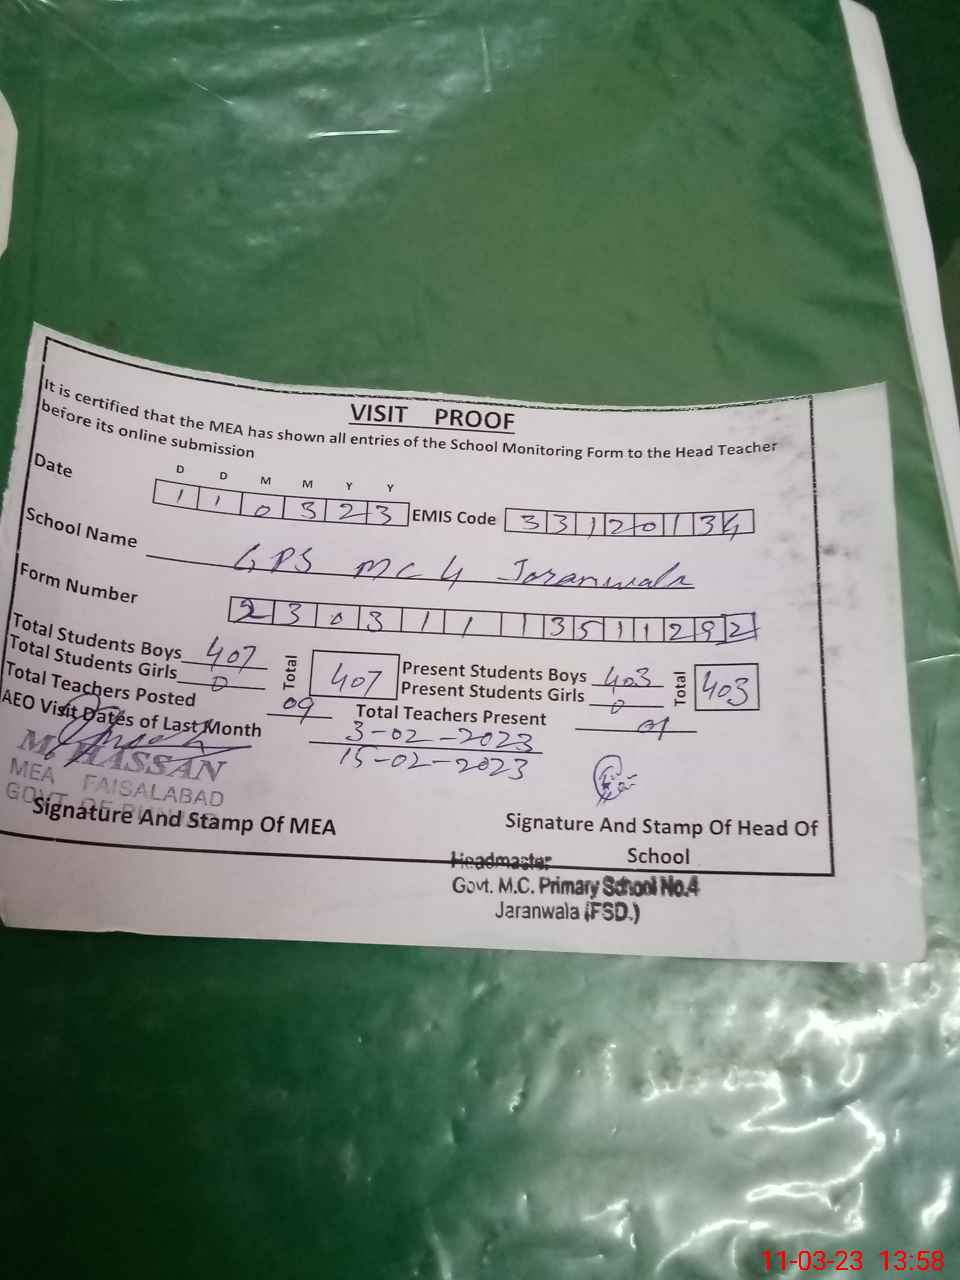 VISIT PROOF
It is certified that the MEA has shown all entries of the School Monitoring Form to the Head Teacher
before its online submission
D D M M Y Y
Date 1 1 0 3 2 3 EMIS Code 3 3 1 2 0 1 3 4
School Name GPS MC 4 Jaranwala
Form Number 2 3 0 3 1 1 1 3 5 1 1 2 9 2
Total Students Boys 407 Total 407 Present Students Boys 403 Total 403
Total Students Girls 0 Present Students Girls 0
Total Teachers Posted 09 Total Teachers Present
AEO Visit Dates of Last Month 3-02-2023
15-02-2023
M. HASSAN
MEA FAISALABAD
GOVT. OF
Signature And Stamp Of MEA Signature And Stamp Of Head Of
School
Headmaster
Govt. M.C. Primary School No.4
Jaranwala (FSD.)
11-03-23 13:58